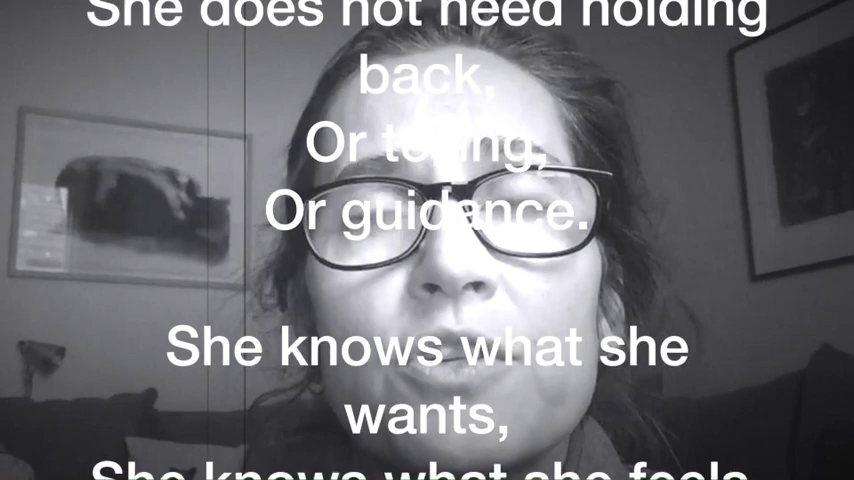 She does not need holding
back,
Or
Or guidance.
She knows what she
wants,
She knows what she feels